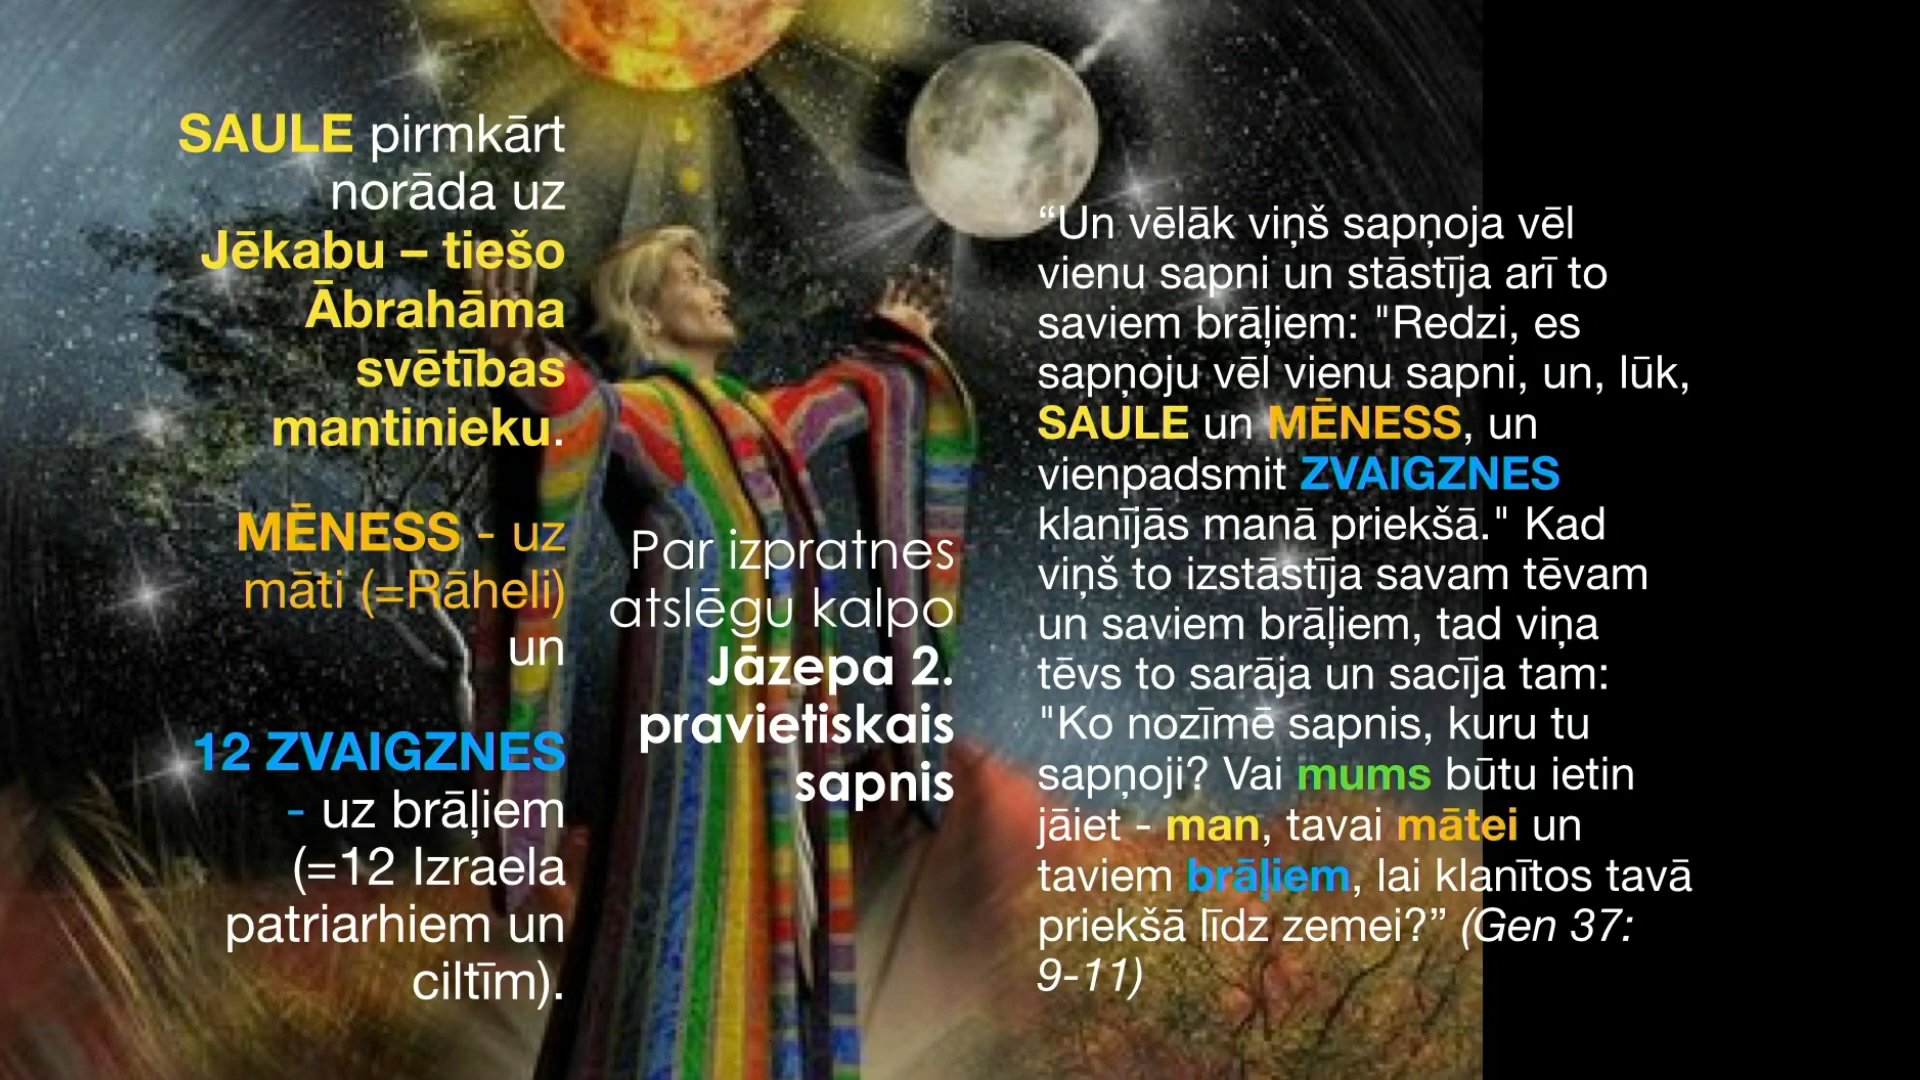 SAULE pirmkārt
norāda uz
Jēkabu – tiešo
Ābrahāma
svētības
mantinieku.
MĒNESS - uz
māti (=Rāheli)
un
12 ZVAIGZNES
- uz brāļiem
(=12 Izraela
patriarhiem un
ciltīm).
Par izpratnes
atslēgu kalpo
Jāzepa 2.
pravietiskais
sapnis
“Un vēlāk viņš sapņoja vēl
vienu sapni un stāstīja arī to
saviem brāļiem: "Redzi, es
sapņoju vēl vienu sapni, un, lūk,
SAULE un MĒNESS, un
vienpadsmit ZVAIGZNES
klanījās manā priekšā." Kad
viņš to izstāstīja savam tēvam
un saviem brāļiem, tad viņa
tēvs to sarāja un sacīja tam:
"Ko nozīmē sapnis, kuru tu
sapņoji? Vai mums būtu ietin
jāiet - man, tavai mātei un
taviem brāļiem, lai klanītos tavā
priekšā līdz zemei?” (Gen 37:
9-11)